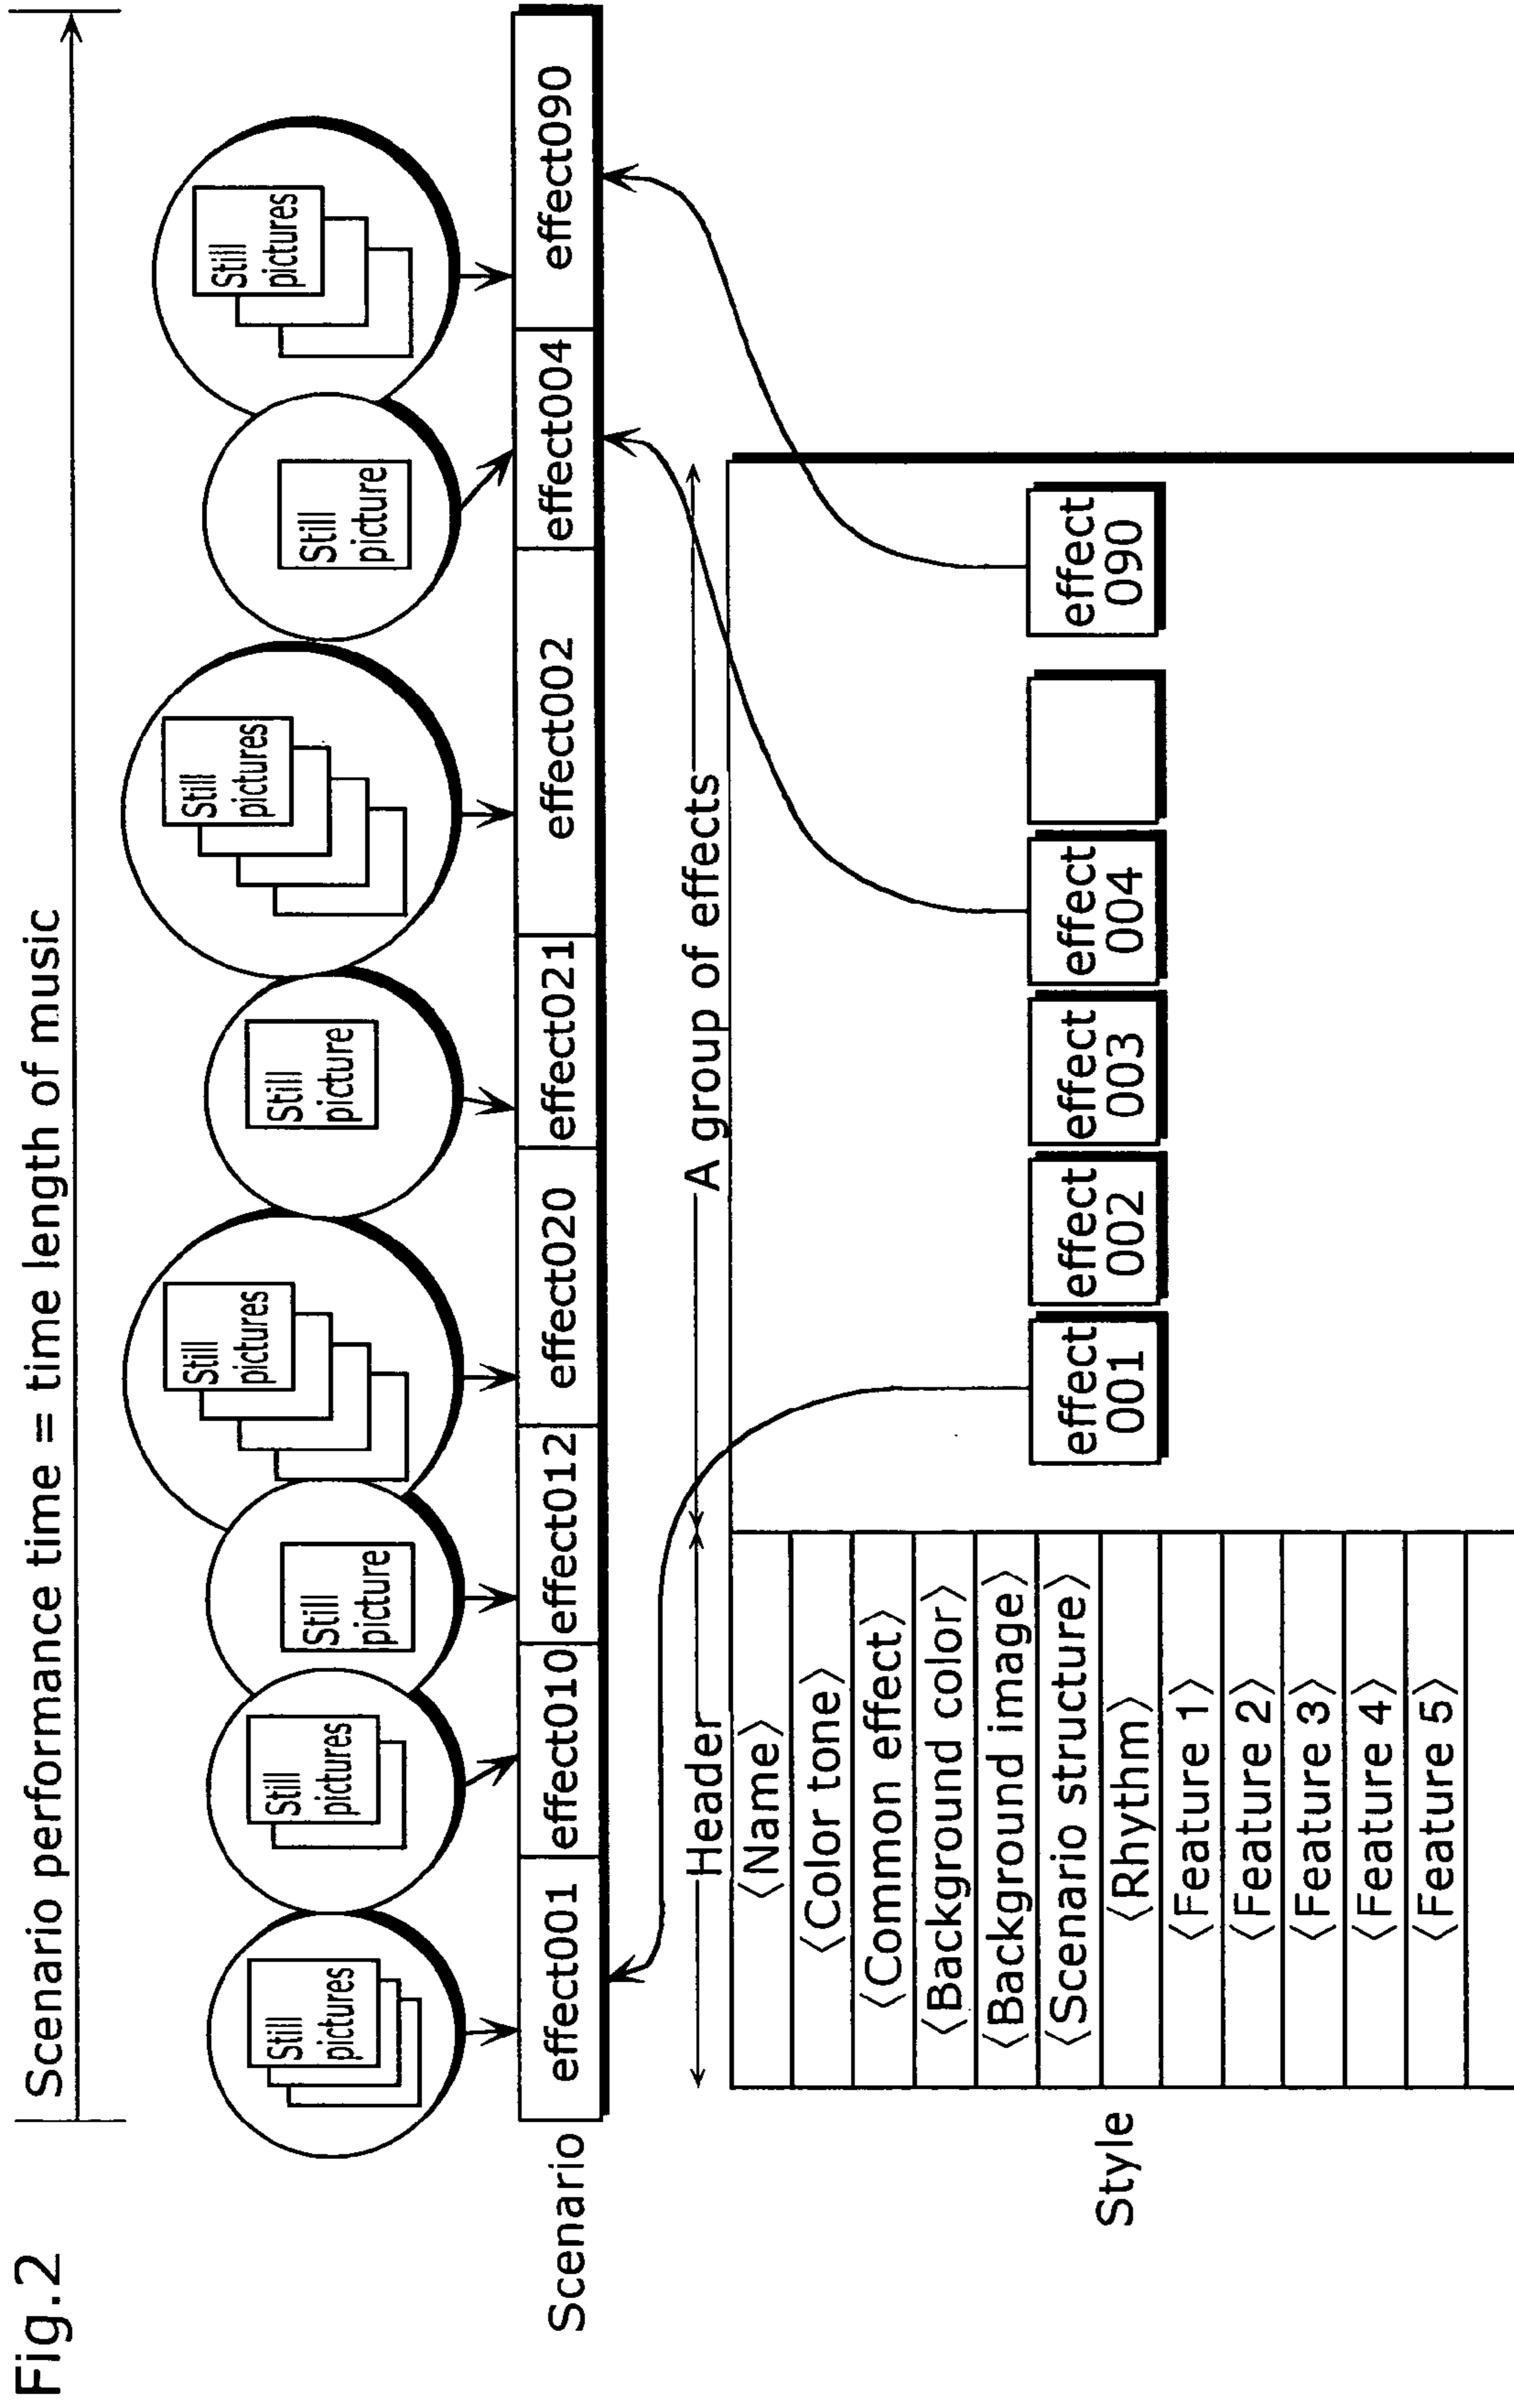 Fig.2
Scenario performance time = time length of music
Still
pictures
Still
pictures
Still
picture
Still
pictures
Still
picture
Still
pictures
Still
picture
Still
pictures
Scenario
effect001
effect010
effect012
effect020
effect021
effect002
effect004
effect090
Header
A group of effects
Style
〈Name〉
〈Color tone〉
〈Common effect〉
〈Background color〉
〈Background image〉
〈Scenario structure〉
〈Rhythm〉
〈Feature 1〉
〈Feature 2〉
〈Feature 3〉
〈Feature 4〉
〈Feature 5〉
effect
001
effect
002
effect
003
effect
004
effect
090